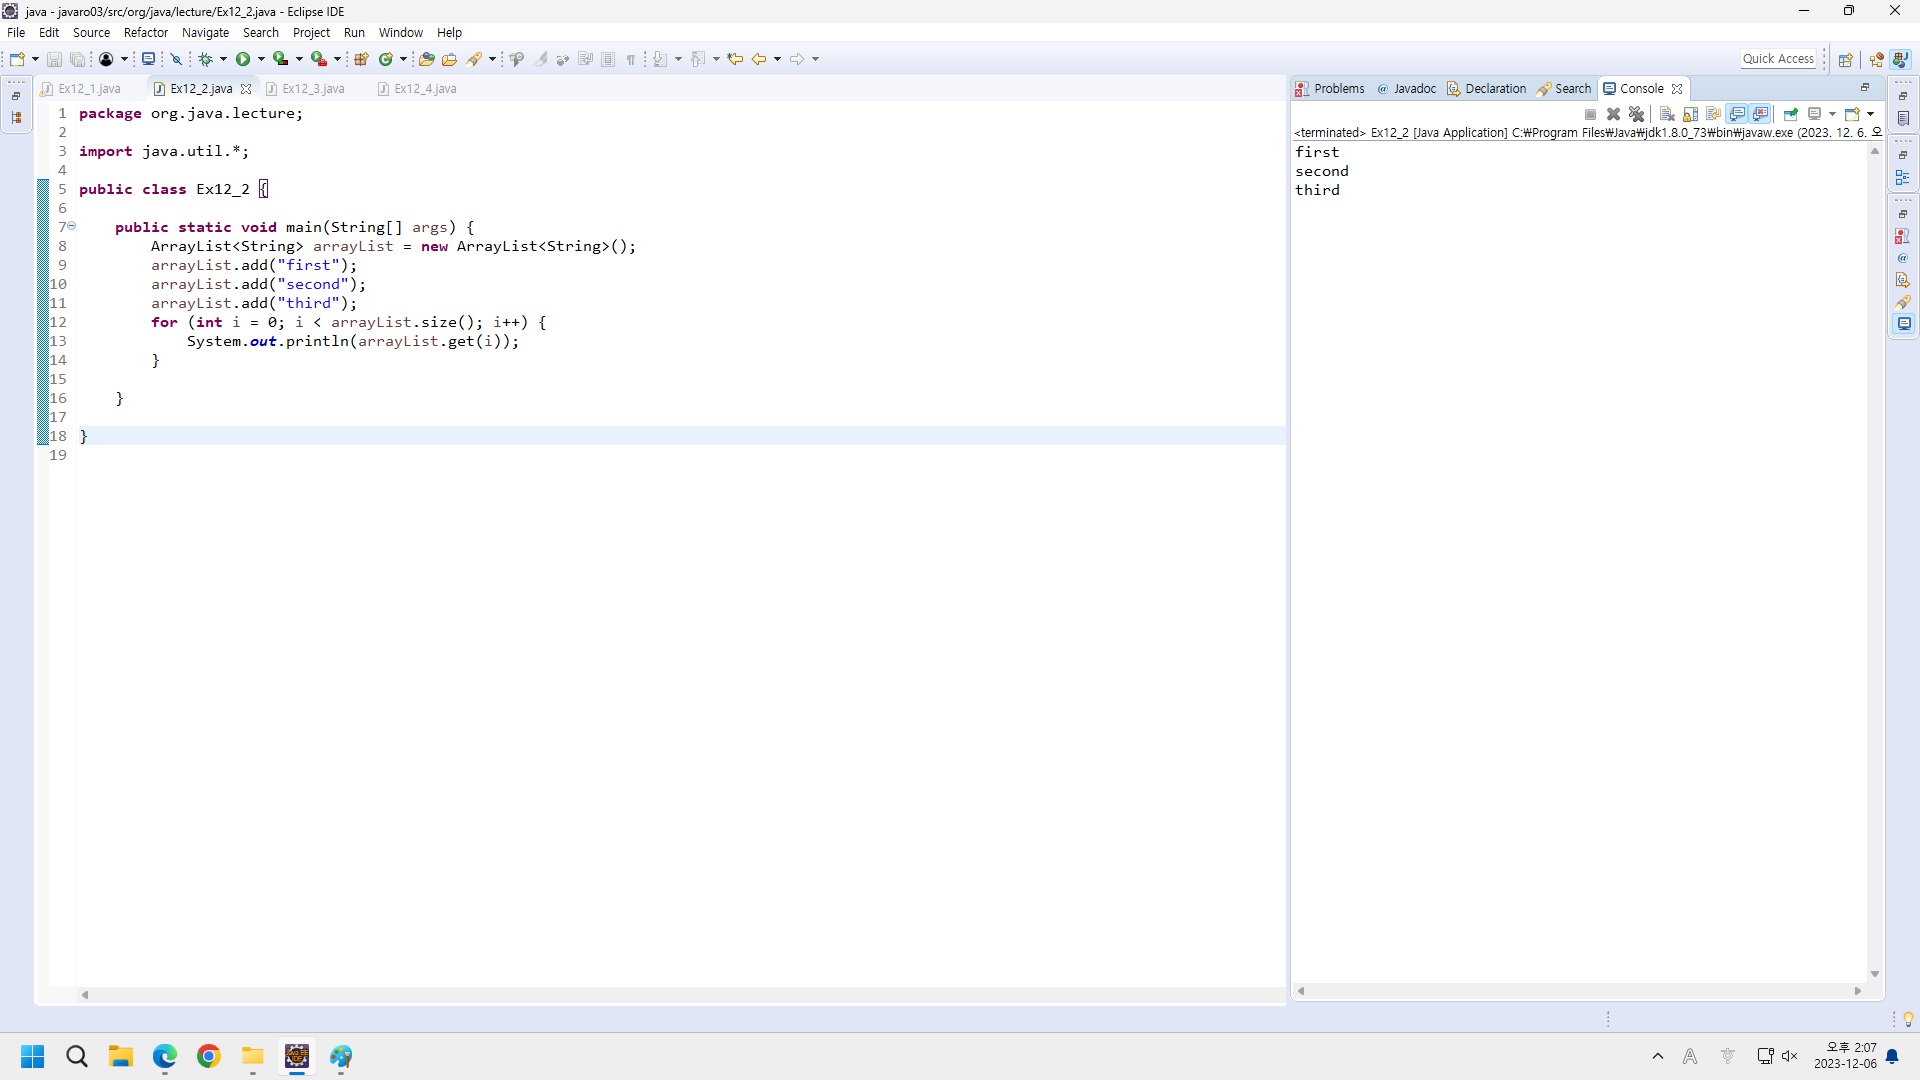 java - javaro03/src/org/java/lecture/Ex12_2.java - Eclipse IDE
File Edit Source Refactor Navigate Search Project Run Window Help
Quick Access
Ex12_1.java Ex12_2.java Ex12_3.java Ex12_4.java
1 package org.java.lecture;
2
3 import java.util.*;
4
5 public class Ex12_2 {
6
7 public static void main(String[] args) {
8 ArrayList<String> arrayList = new ArrayList<String>();
9 arrayList.add("first");
10 arrayList.add("second");
11 arrayList.add("third");
12 for (int i = 0; i < arrayList.size(); i++) {
13 System.out.println(arrayList.get(i));
14 }
15
16 }
17
18 }
19
Problems @ Javadoc Declaration Search Console
<terminated> Ex12_2 [Java Application] C:₩Program Files₩Java₩jdk1.8.0_73₩bin₩javaw.exe (2023. 12. 6. 오
first
second
third
오후 2:07
2023-12-06